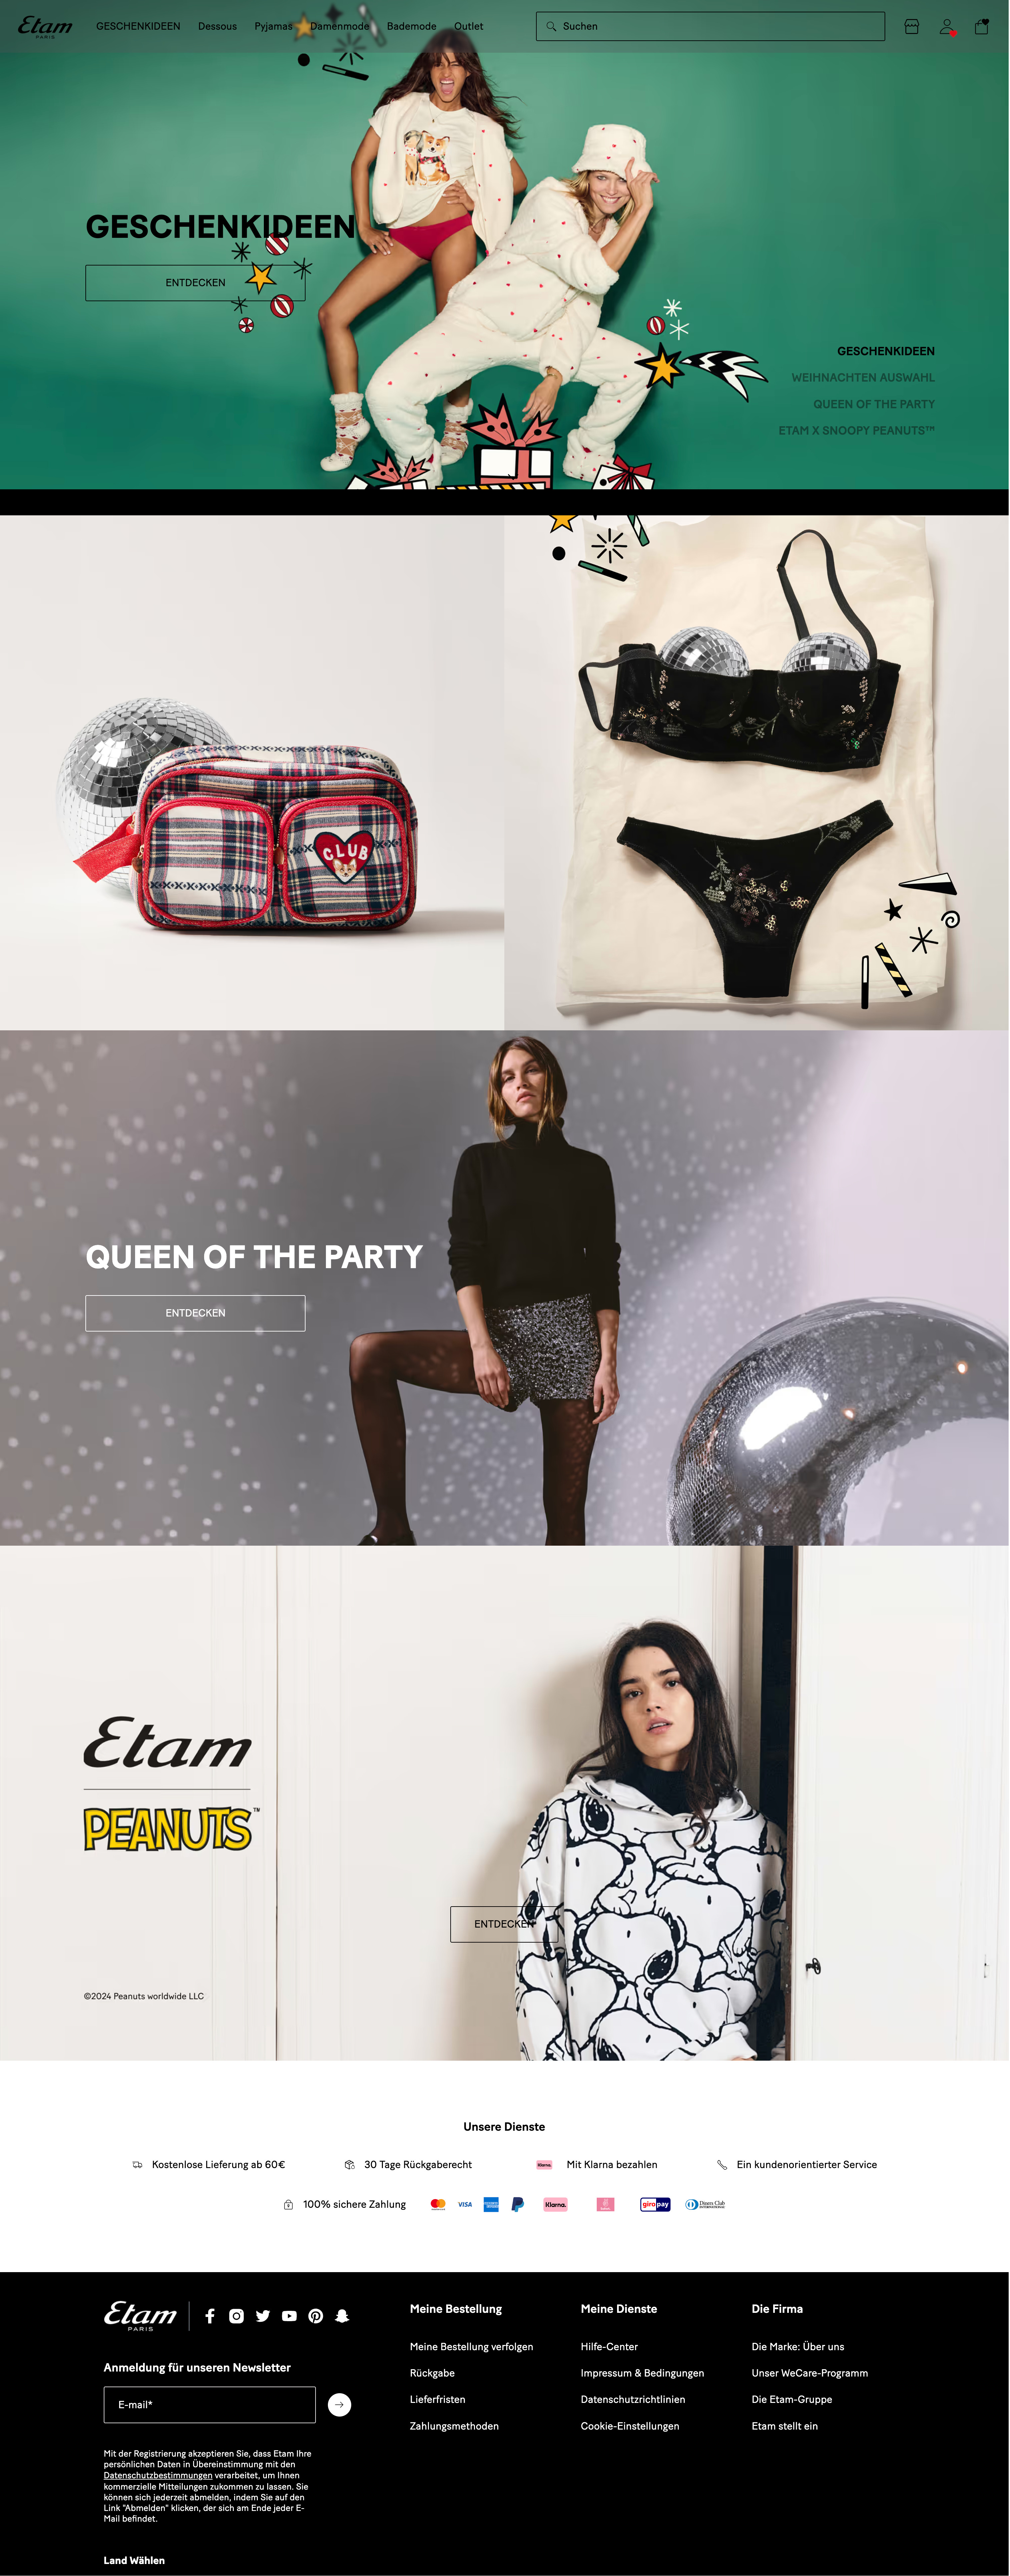 Etam
PARIS
GESCHENKIDEEN
Dessous
Pyjamas
Damenmode
Bademode
Outlet
Suchen
GESCHENKIDEEN
ENTDECKEN
GESCHENKIDEEN
WEIHNACHTEN AUSWAHL
QUEEN OF THE PARTY
ETAM X SNOOPY PEANUTS™
CLUB
QUEEN OF THE PARTY
ENTDECKEN
Etam
PEANUTS™
ENTDECKEN
©2024 Peanuts worldwide LLC
Unsere Dienste
Kostenlose Lieferung ab 60€
30 Tage Rückgaberecht
Klarna.
Mit Klarna bezahlen
Ein kundenorientierter Service
100% sichere Zahlung
VISA
Klarna.
giropay
Diners Club
INTERNATIONAL
Etam
PARIS
Anmeldung für unseren Newsletter
E-mail*
Mit der Registrierung akzeptieren Sie, dass Etam Ihre
persönlichen Daten in Übereinstimmung mit den
Datenschutzbestimmungen verarbeitet, um Ihnen
kommerzielle Mitteilungen zukommen zu lassen. Sie
können sich jederzeit abmelden, indem Sie auf den
Link "Abmelden" klicken, der sich am Ende jeder E-
Mail befindet.
Land Wählen
Meine Bestellung
Meine Bestellung verfolgen
Rückgabe
Lieferfristen
Zahlungsmethoden
Meine Dienste
Hilfe-Center
Impressum & Bedingungen
Datenschutzrichtlinien
Cookie-Einstellungen
Die Firma
Die Marke: Über uns
Unser WeCare-Programm
Die Etam-Gruppe
Etam stellt ein